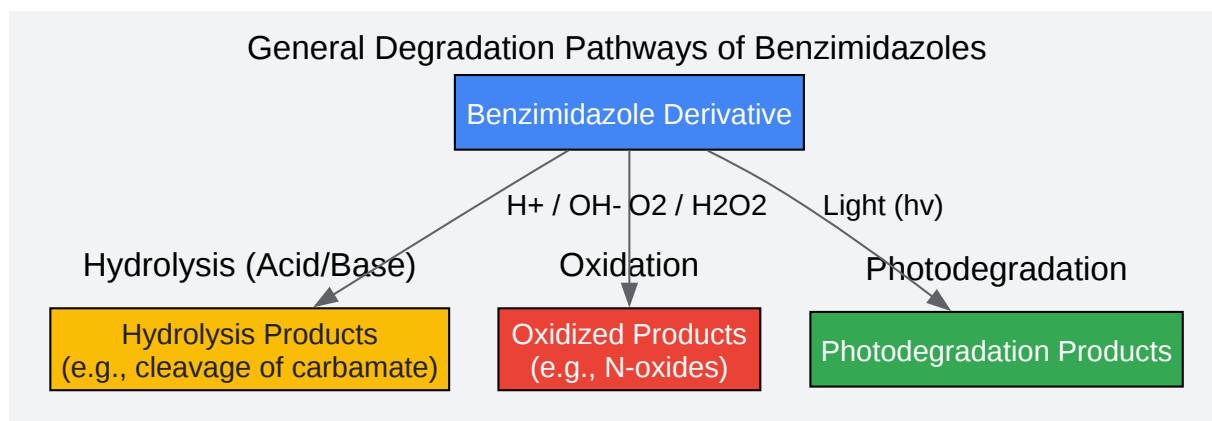 General Degradation Pathways of Benzimidazoles
Benzimidazole Derivative
H+ / OH-
O2 / H2O2
Light (hv)
Hydrolysis (Acid/Base)
Oxidation
Photodegradation
Hydrolysis Products
(e.g., cleavage of carbamate)
Oxidized Products
(e.g., N-oxides)
Photodegradation Products